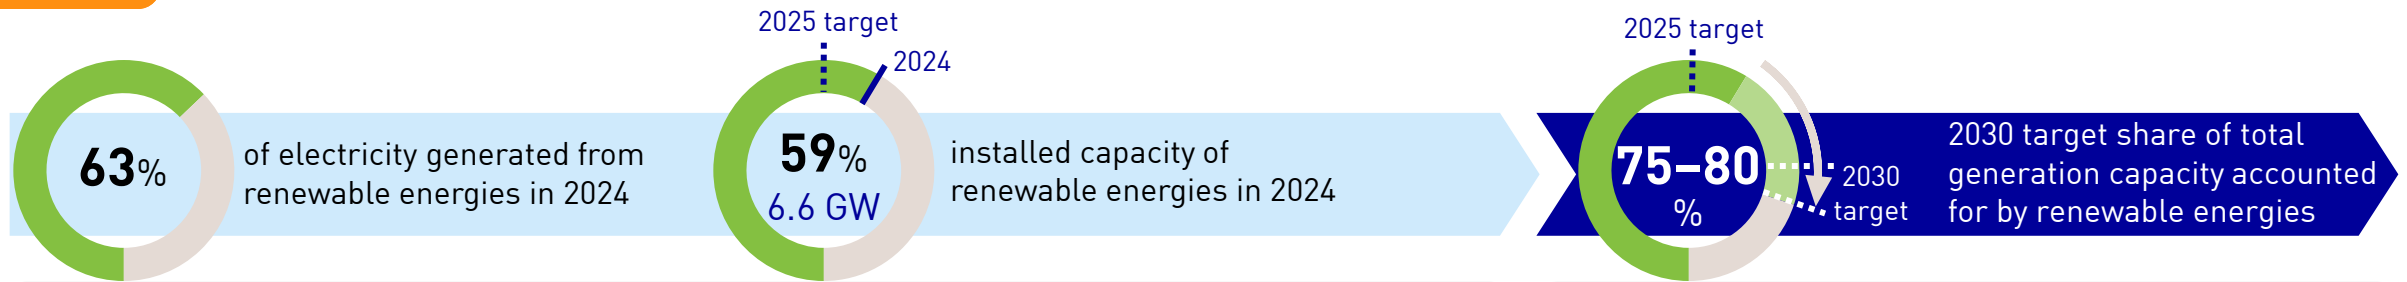 63%
of electricity generated from
renewable energies in 2024
2025 target
2024
59%
6.6 GW
installed capacity of
renewable energies in 2024
2025 target
75–80
%
2030
target
2030 target share of total
generation capacity accounted
for by renewable energies